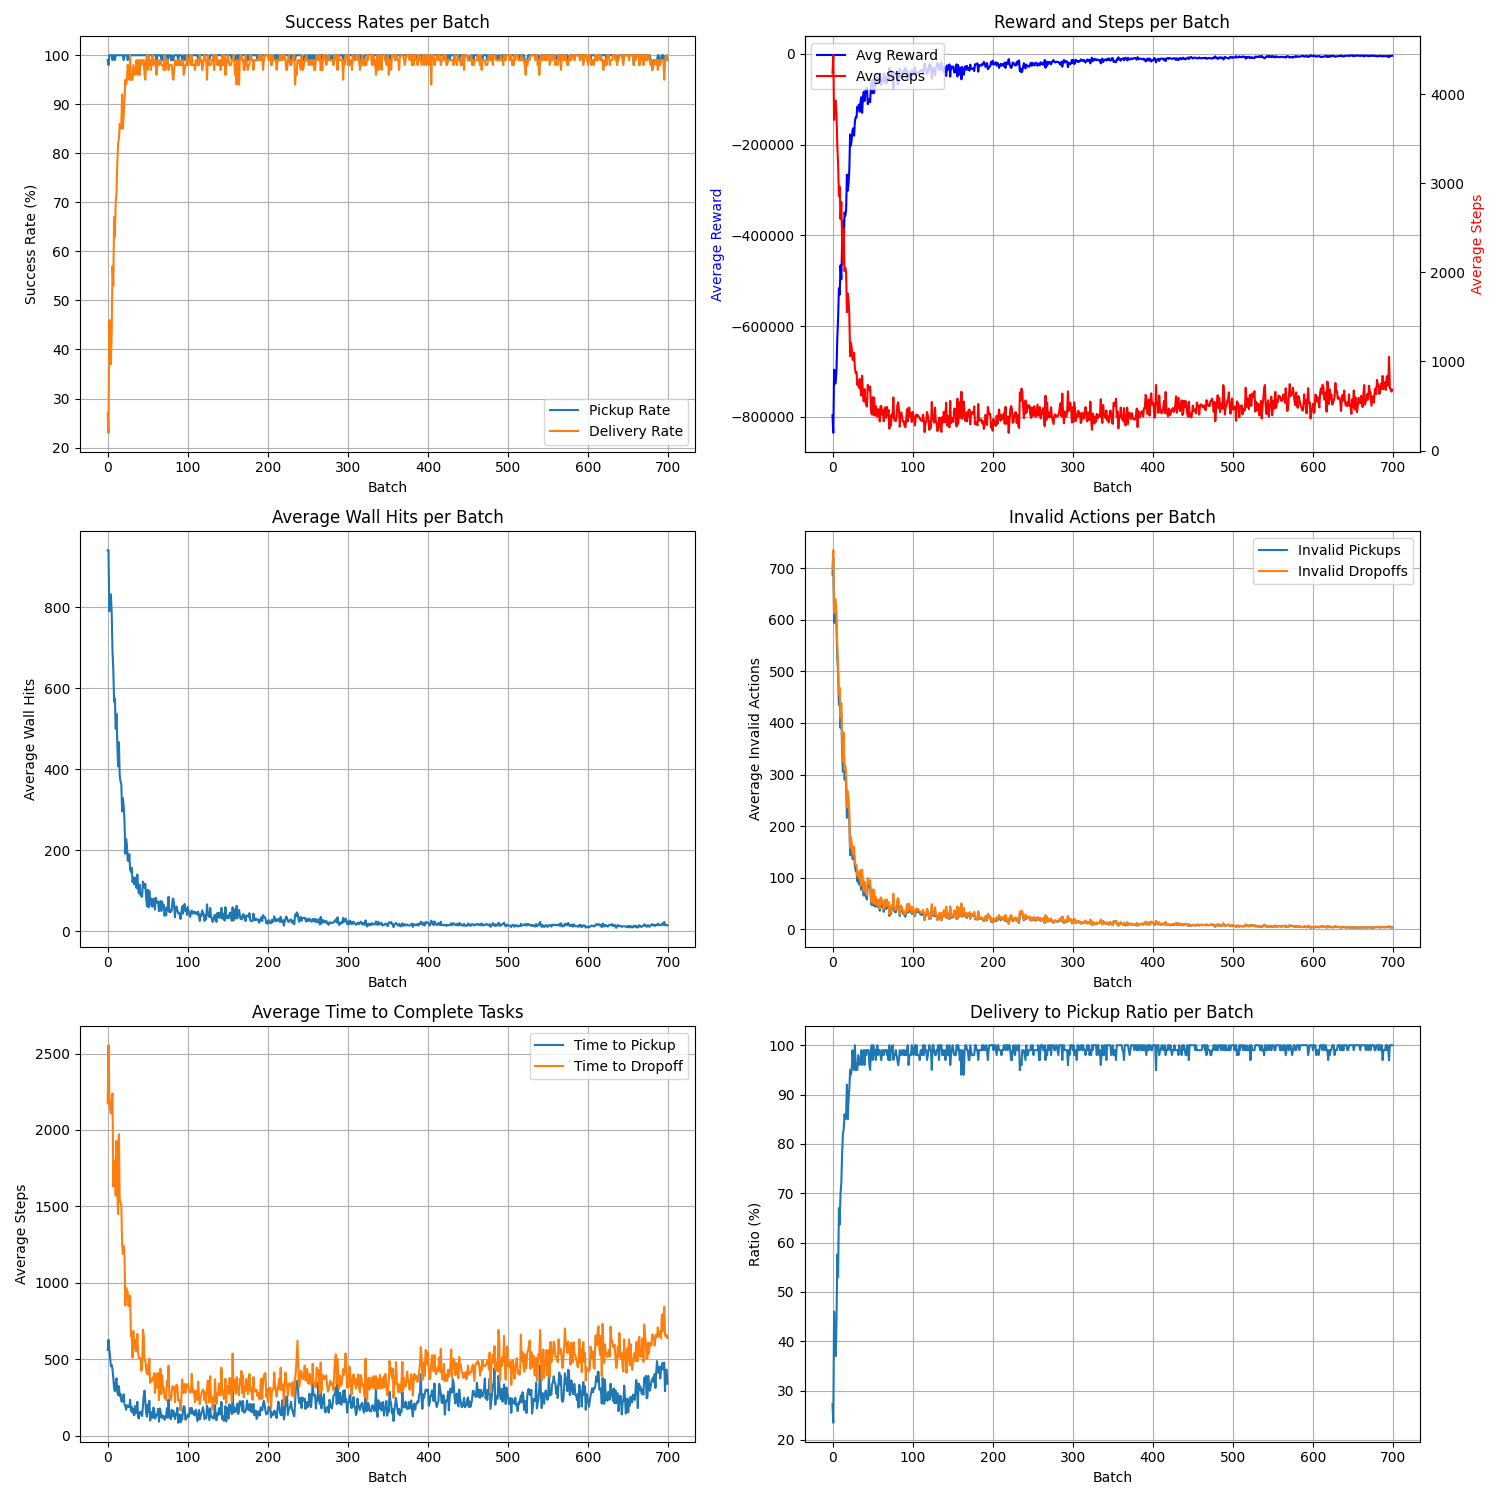 Success Rates per Batch
Success Rate (%)
100
90
80
70
60
50
40
30
20
Pickup Rate
Delivery Rate
0 100 200 300 400 500 600 700
Batch
Reward and Steps per Batch
Average Reward
0
−200000
−400000
−600000
−800000
Avg Reward
Avg Steps
4000
3000
2000
1000
0
Average Steps
0 100 200 300 400 500 600 700
Batch
Average Wall Hits per Batch
Average Wall Hits
800
600
400
200
0
0 100 200 300 400 500 600 700
Batch
Invalid Actions per Batch
Average Invalid Actions
700
600
500
400
300
200
100
0
Invalid Pickups
Invalid Dropoffs
0 100 200 300 400 500 600 700
Batch
Average Time to Complete Tasks
Average Steps
2500
2000
1500
1000
500
0
Time to Pickup
Time to Dropoff
0 100 200 300 400 500 600 700
Batch
Delivery to Pickup Ratio per Batch
Ratio (%)
100
90
80
70
60
50
40
30
20
0 100 200 300 400 500 600 700
Batch